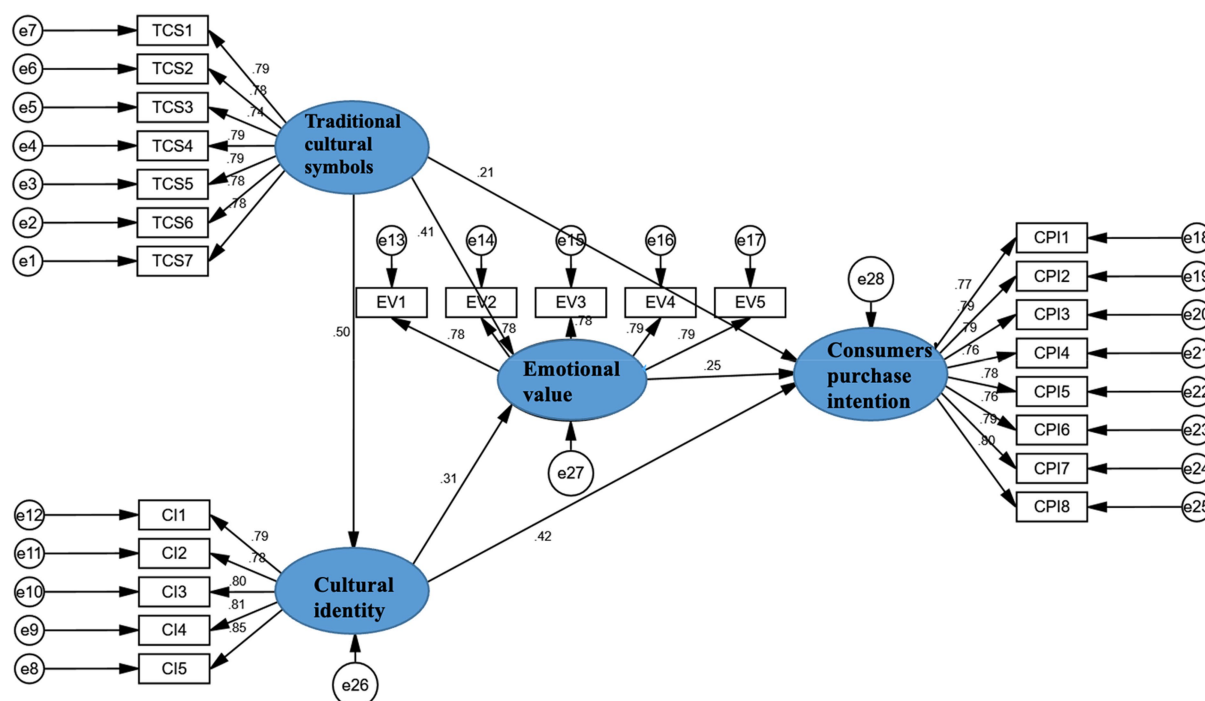 e7
TCS1
e6
TCS2
e5
TCS3
e4
TCS4
e3
TCS5
e2
TCS6
e1
TCS7
.79
.78
.74
.79
.79
.78
.78
Traditional
cultural
symbols
.21
.41
.50
e13
e14
e15
e16
e17
EV1
EV2
EV3
EV4
EV5
.78
.78
.78
.79
.79
Emotional
value
e27
.25
.31
.42
e28
Consumers
purchase
intention
.77
.79
.79
.76
.78
.76
.79
.80
CPI1
e18
CPI2
e19
CPI3
e20
CPI4
e21
CPI5
e22
CPI6
e23
CPI7
e24
CPI8
e25
e12
CI1
e11
CI2
e10
CI3
e9
CI4
e8
CI5
.79
.78
.80
.81
.85
Cultural
identity
e26